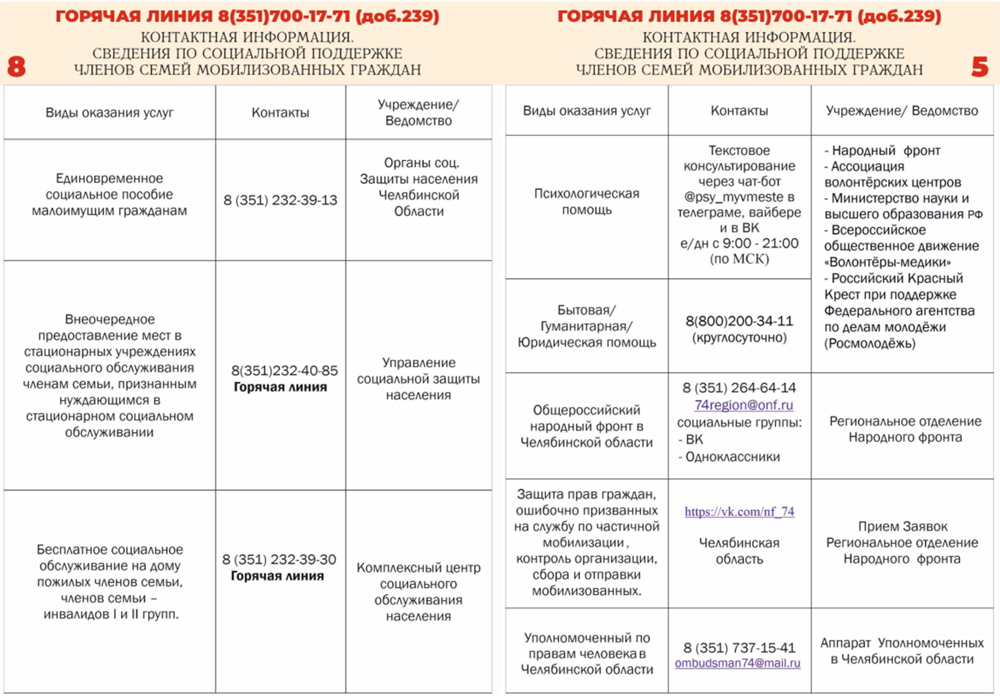 ГОРЯЧАЯ ЛИНИЯ 8(351)700-17-71 (доб.239)
КОНТАКТНАЯ ИНФОРМАЦИЯ.
СВЕДЕНИЯ ПО СОЦИАЛЬНОЙ ПОДДЕРЖКЕ
ЧЛЕНОВ СЕМЕЙ МОБИЛИЗОВАННЫХ ГРАЖДАН
8
Виды оказания услуг
Контакты
Учреждение/
Ведомство
Единовременное
социальное пособие
малоимущим гражданам
8 (351) 232-39-13
Органы соц.
Защиты населения
Челябинской
Области
Внеочередное
предоставление мест в
стационарных учреждениях
социального обслуживания
членам семьи, признанным
нуждающимся в
стационарном социальном
обслуживании
8(351)232-40-85
Горячая линия
Управление
социальной защиты
населения
Бесплатное социальное
обслуживание на дому
пожилых членов семьи,
членов семьи –
инвалидов I и II групп.
8 (351) 232-39-30
Горячая линия
Комплексный центр
социального
обслуживания
населения
ГОРЯЧАЯ ЛИНИЯ 8(351)700-17-71 (доб.239)
КОНТАКТНАЯ ИНФОРМАЦИЯ.
СВЕДЕНИЯ ПО СОЦИАЛЬНОЙ ПОДДЕРЖКЕ
ЧЛЕНОВ СЕМЕЙ МОБИЛИЗОВАННЫХ ГРАЖДАН
5
Виды оказания услуг
Контакты
Учреждение/ Ведомство
Психологическая
помощь
Текстовое
консультирование
через чат-бот
@psy_myvmeste в
телеграме, вайбере
и в ВК
е/дн с 9:00 - 21:00
(по МСК)
- Народный фронт
- Ассоциация
волонтёрских центров
- Министерство науки и
высшего образования РФ
- Всероссийское
общественное движение
«Волонтёры-медики»
- Российский Красный
Крест при поддержке
Федерального агентства
по делам молодёжи
(Росмолодёжь)
Бытовая/
Гуманитарная/
Юридическая помощь
8(800)200-34-11
(круглосуточно)
Общероссийский
народный фронт в
Челябинской области
8 (351) 264-64-14
74region@onf.ru
социальные группы:
- ВК
- Одноклассники
Региональное отделение
Народного фронта
Защита прав граждан,
ошибочно призванных
на службу по частичной
мобилизации,
контроль организации,
сбора и отправки
мобилизованных.
https://vk.com/nf_74
Челябинская
область
Прием Заявок
Региональное отделение
Народного фронта
Уполномоченный по
правам человека в
Челябинской области
8 (351) 737-15-41
ombudsman74@mail.ru
Аппарат Уполномоченных
в Челябинской области